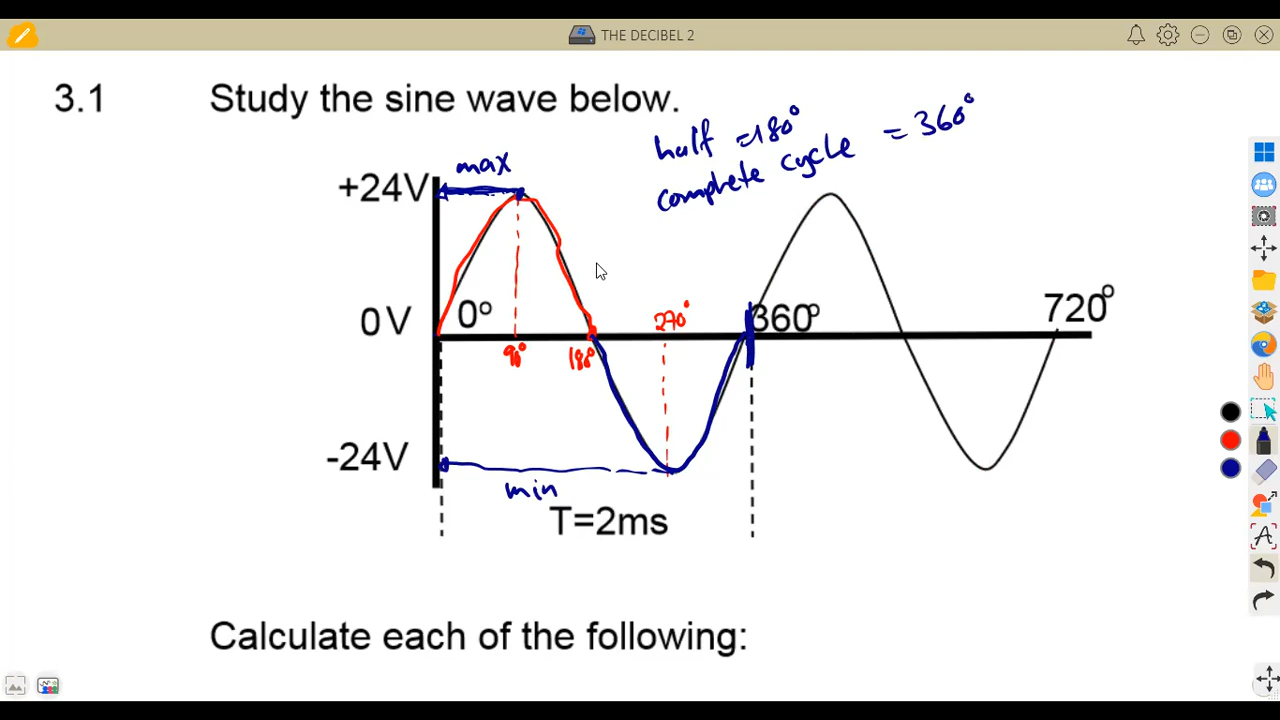 THE DECIBEL 2
3.1 Study the sine wave below.
half =180°
complete cycle = 360°
max
+24V
0V
0°
90°
180°
270°
360°
720°
-24V
min
T=2ms
Calculate each of the following:
A